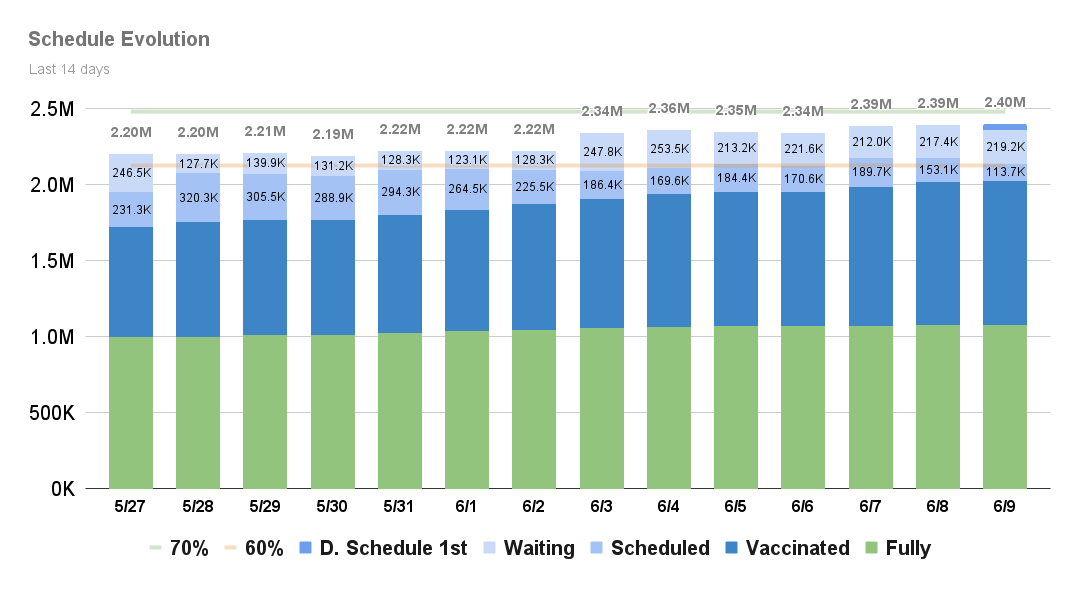 Schedule Evolution
Last 14 days
2.5M
2.0M
1.5M
1.0M
500K
0K
2.20M 2.20M 2.21M 2.19M 2.22M 2.22M 2.22M 2.34M 2.36M 2.35M 2.34M 2.39M 2.39M 2.40M
246.5K 127.7K 139.9K 131.2K 128.3K 123.1K 128.3K 247.8K 253.5K 213.2K 221.6K 212.0K 217.4K 219.2K
231.3K 320.3K 305.5K 288.9K 294.3K 264.5K 225.5K 186.4K 169.6K 184.4K 170.6K 189.7K 153.1K 113.7K
5/27 5/28 5/29 5/30 5/31 6/1 6/2 6/3 6/4 6/5 6/6 6/7 6/8 6/9
70% 60% D. Schedule 1st Waiting Scheduled Vaccinated Fully